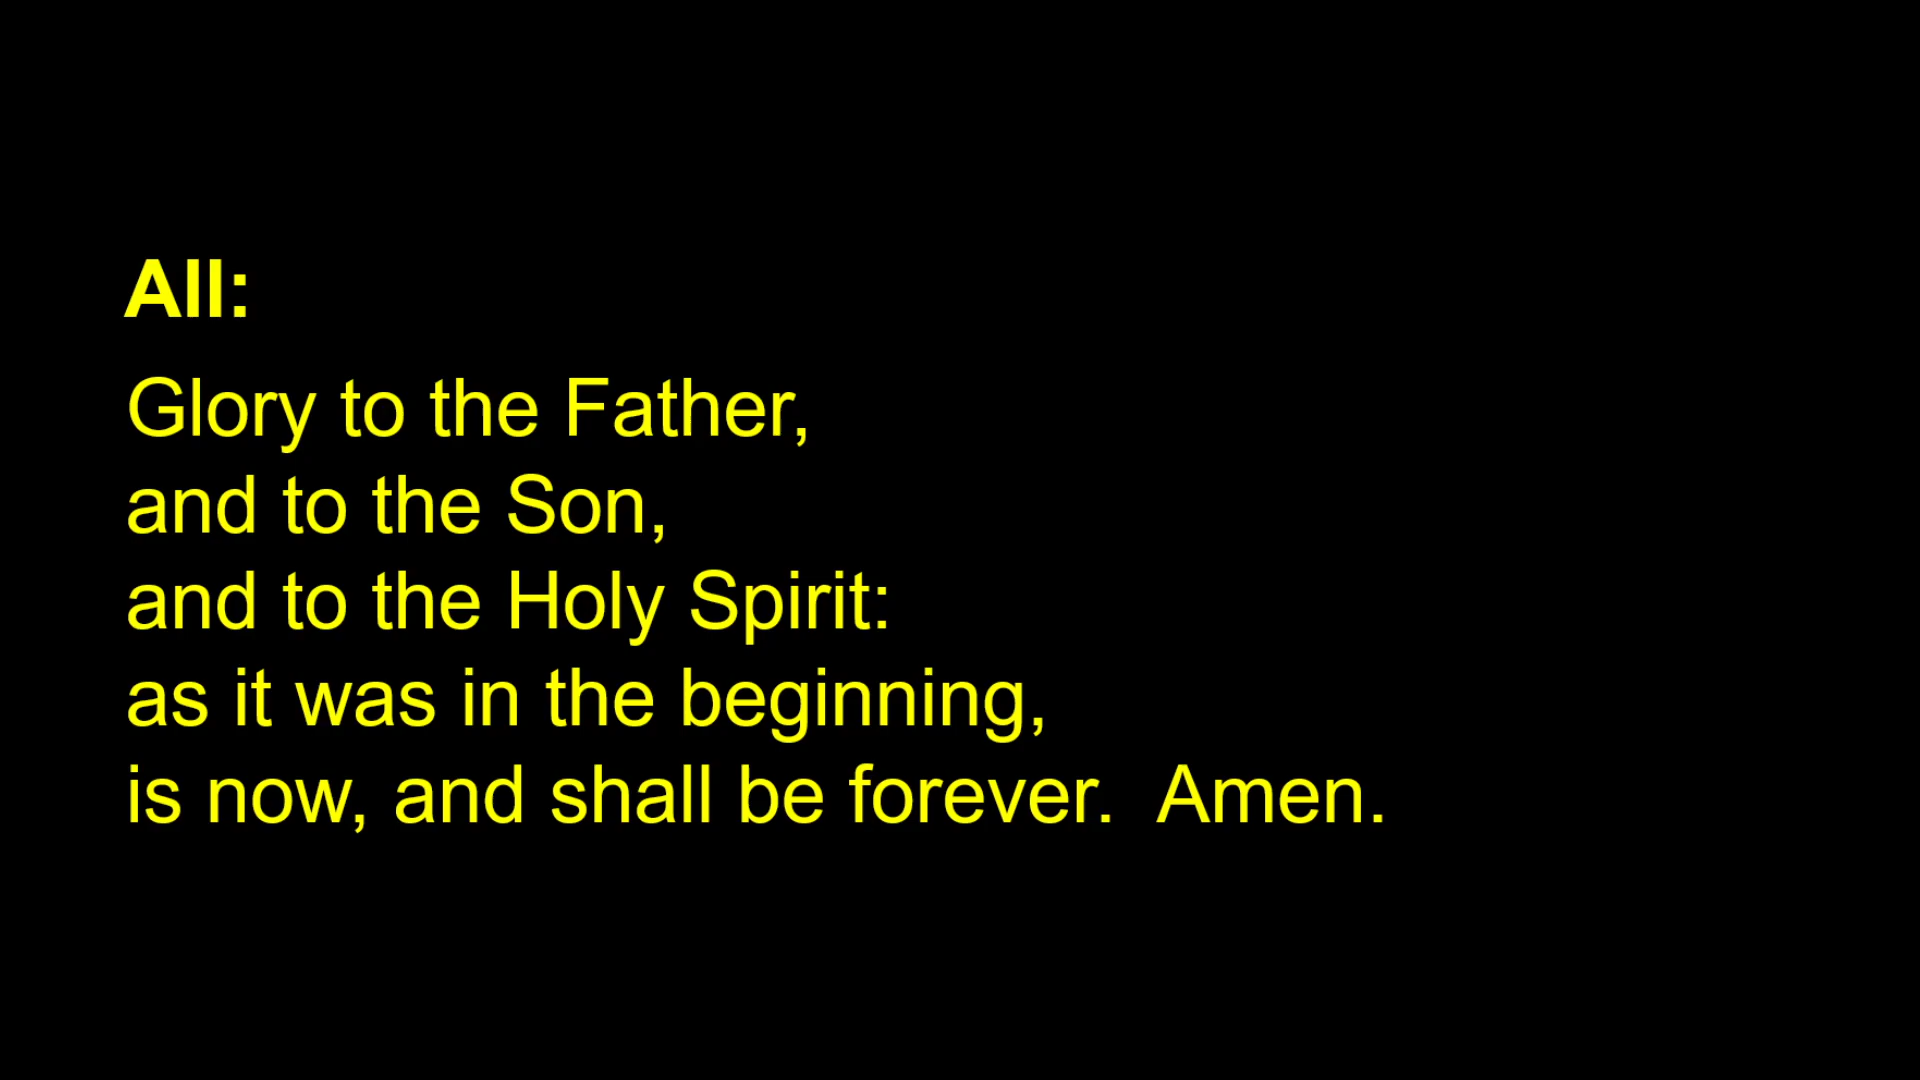 All:
Glory to the Father,
and to the Son,
and to the Holy Spirit:
as it was in the beginning,
is now, and shall be forever.  Amen.